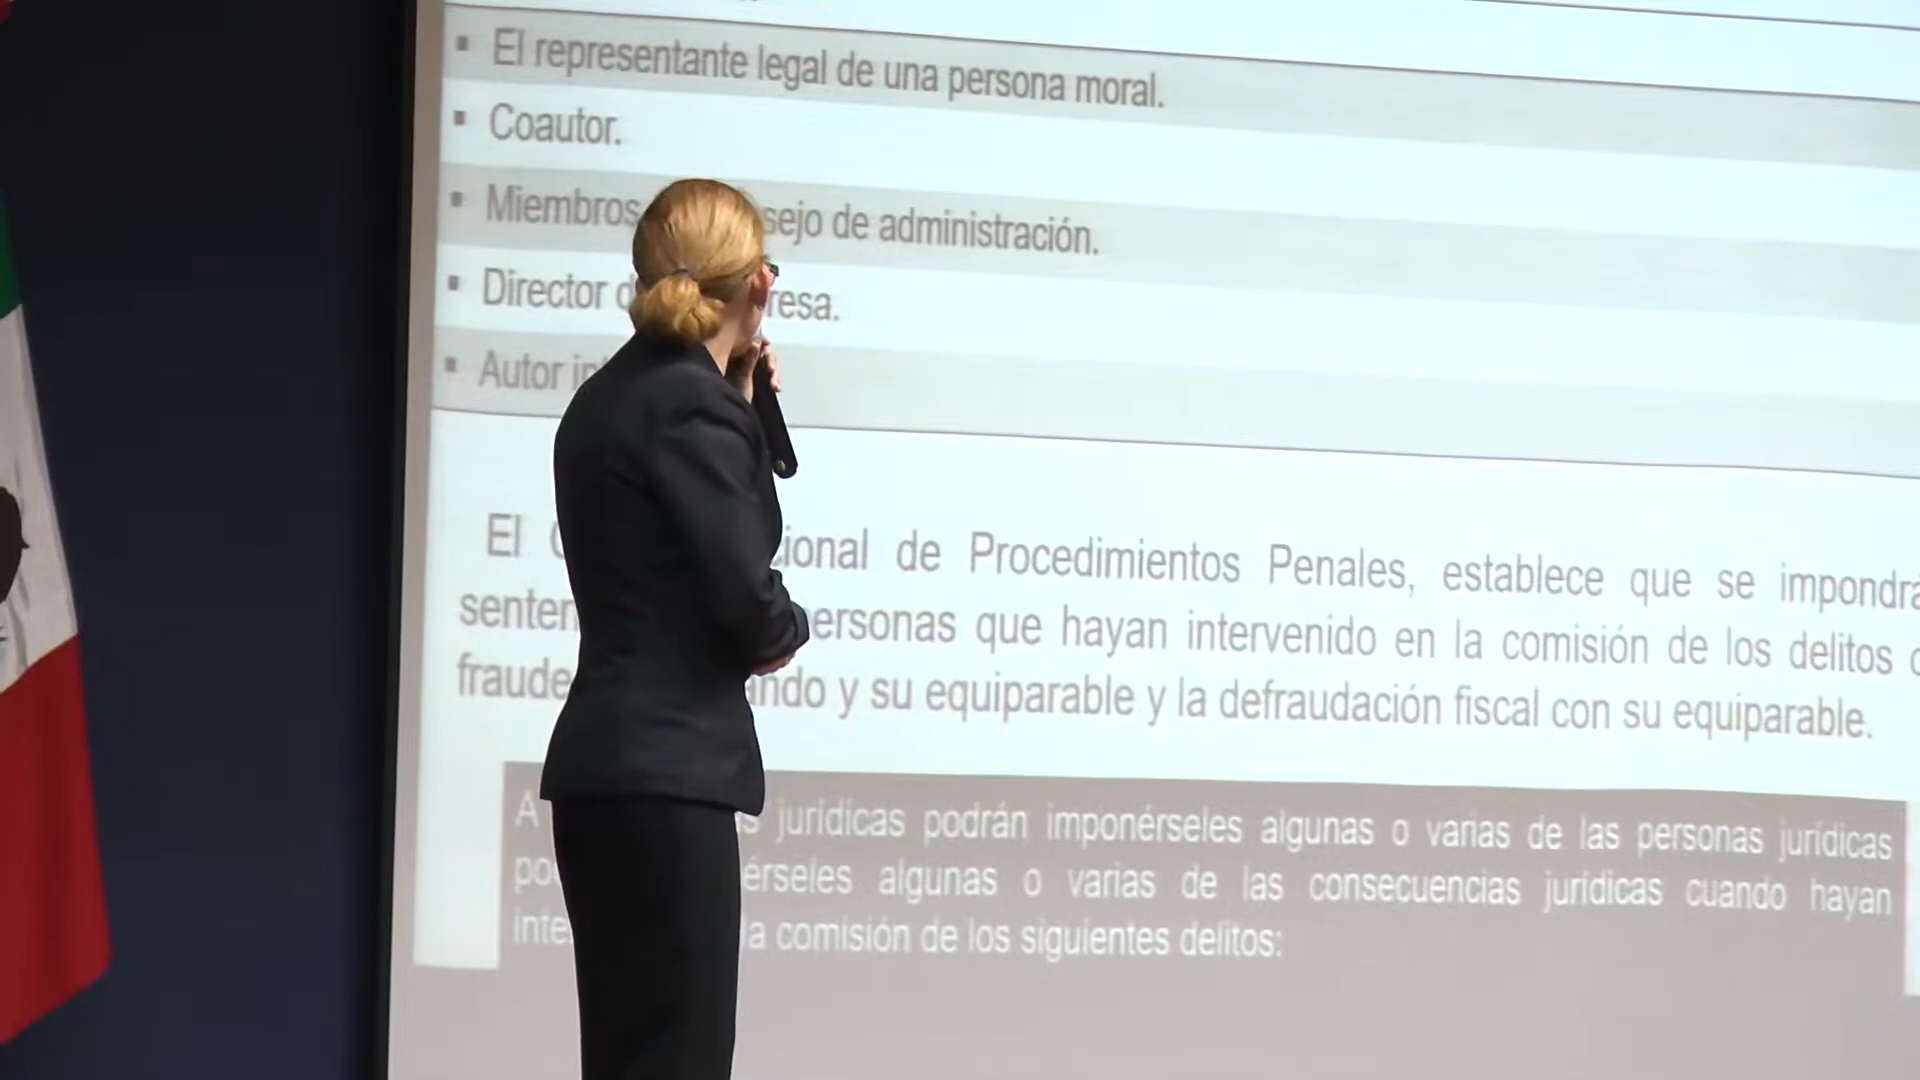 El representante legal de una persona moral.
Coautor.
Miembros sejo de administración.
Director resa.
Autor
El ional de Procedimientos Penales, establece que se impondrá
senten ersonas que hayan intervenido en la comisión de los delitos
fraude ndo y su equiparable y la defraudación fiscal con su equiparable.
A s jurídicas podrán imponérseles algunas o varias de las personas jurídicas
po érseles algunas o varias de las consecuencias jurídicas cuando hayan
inte la comisión de los siguientes delitos: